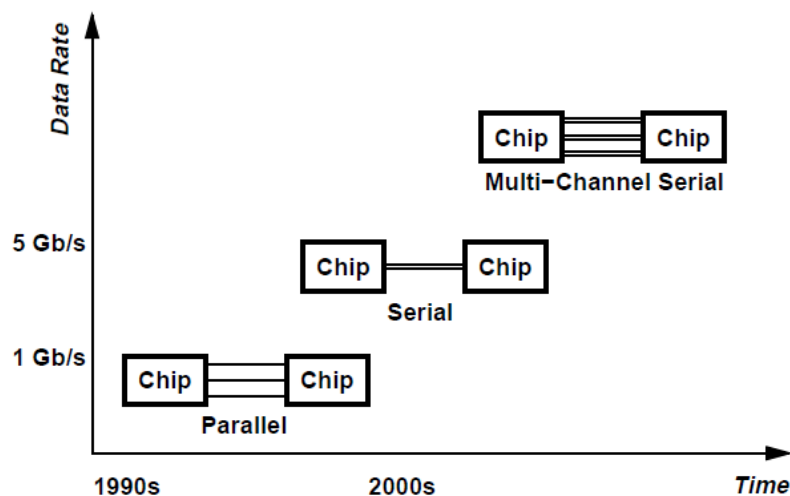 Data Rate
Chip Chip
Multi−Channel Serial
5 Gb/s
Chip Chip
Serial
1 Gb/s
Chip Chip
Parallel
1990s 2000s Time